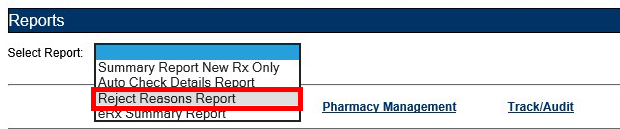 Reports
Select Report:
Summary Report New Rx Only
Auto Check Details Report
Reject Reasons Report
eRx Summary Report
Pharmacy Management Track/Audit